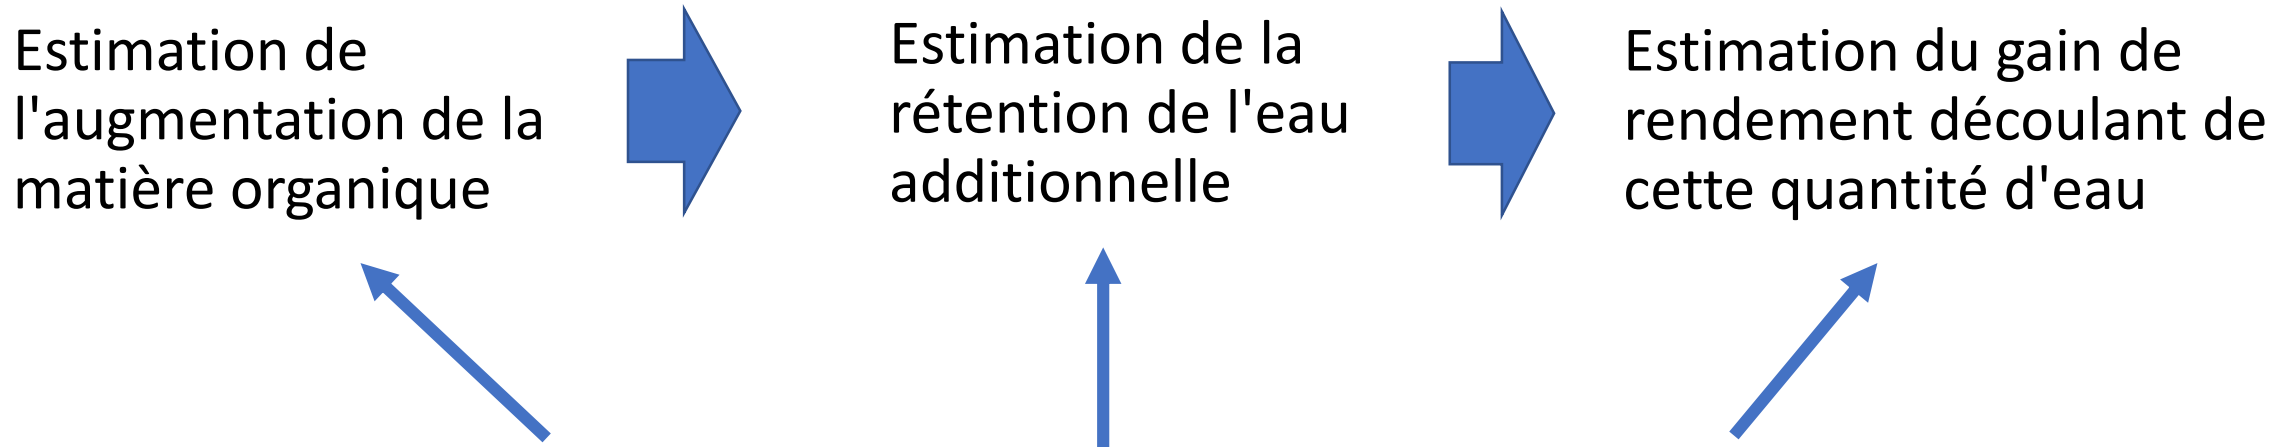 Estimation de
l'augmentation de la
matière organique
Estimation de la
rétention de l'eau
additionnelle
Estimation du gain de
rendement découlant de
cette quantité d'eau